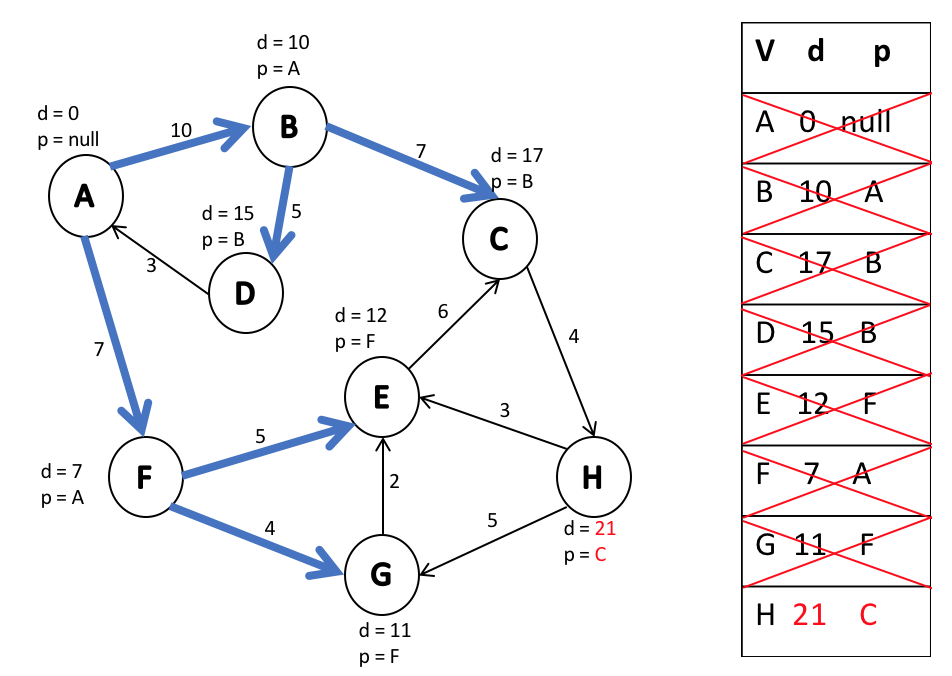 d = 10
p = A
B
d = 0
p = null
10
A
7
d = 17
p = B
C
d = 15
p = B
5
D
3
d = 12
p = F
E
6
4
7
3
5
F
d = 7
p = A
H
2
4
5
d = 21
p = C
G
d = 11
p = F
V d p
A 0 null
B 10 A
C 17 B
D 15 B
E 12 F
F 7 A
G 11 F
H 21 C